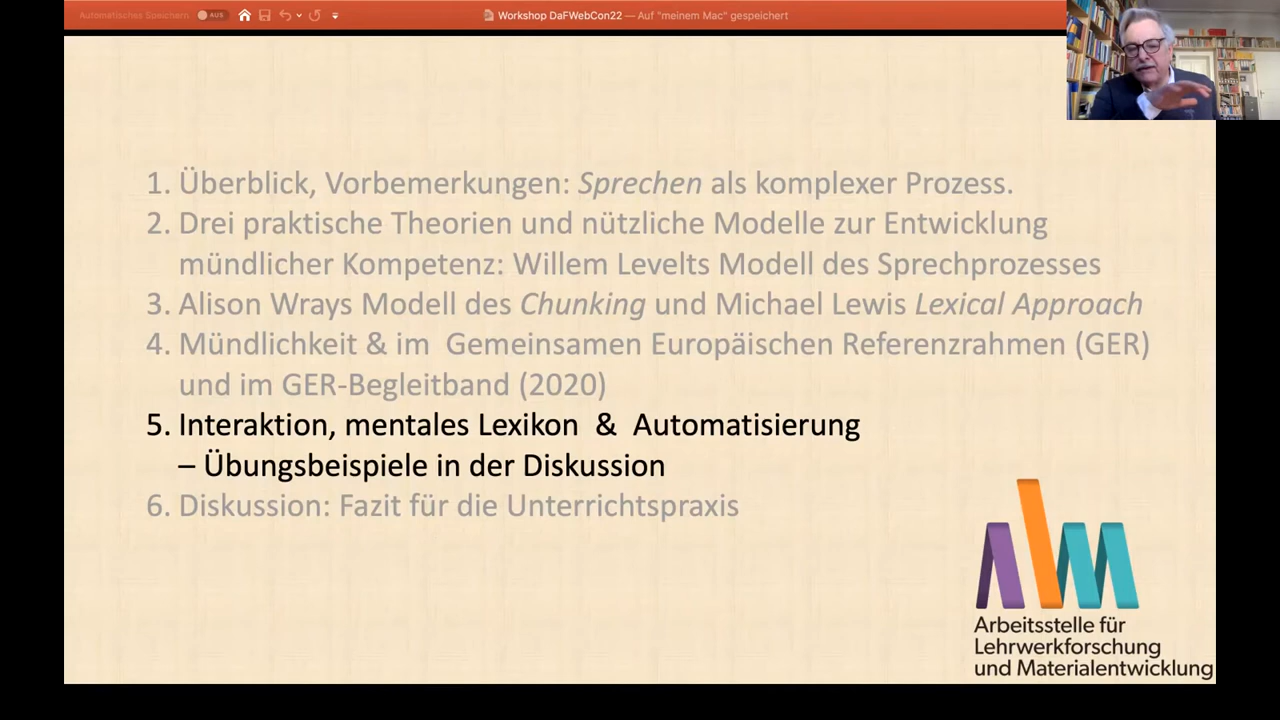 Automatisches Speichern AUS
Workshop DaFWebCon22 — Auf "meinem Mac" gespeichert
1. Überblick, Vorbemerkungen: Sprechen als komplexer Prozess.
2. Drei praktische Theorien und nützliche Modelle zur Entwicklung
mündlicher Kompetenz: Willem Levelts Modell des Sprechprozesses
3. Alison Wrays Modell des Chunking und Michael Lewis Lexical Approach
4. Mündlichkeit & im Gemeinsamen Europäischen Referenzrahmen (GER)
und im GER-Begleitband (2020)
5. Interaktion, mentales Lexikon & Automatisierung
– Übungsbeispiele in der Diskussion
6. Diskussion: Fazit für die Unterrichtspraxis
Arbeitsstelle für
Lehrwerkforschung
und Materialentwicklung